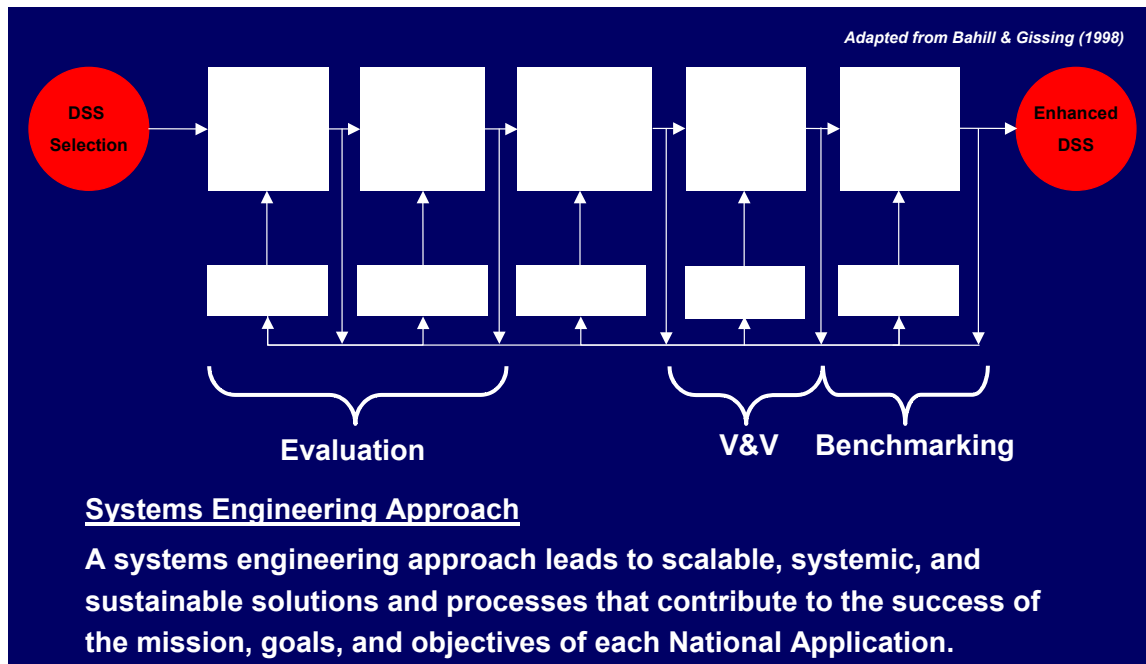 Adapted from Bahill & Gissing (1998)
DSS
Selection
Enhanced
DSS
Evaluation
V&V
Benchmarking
Systems Engineering Approach
A systems engineering approach leads to scalable, systemic, and
sustainable solutions and processes that contribute to the success of
the mission, goals, and objectives of each National Application.